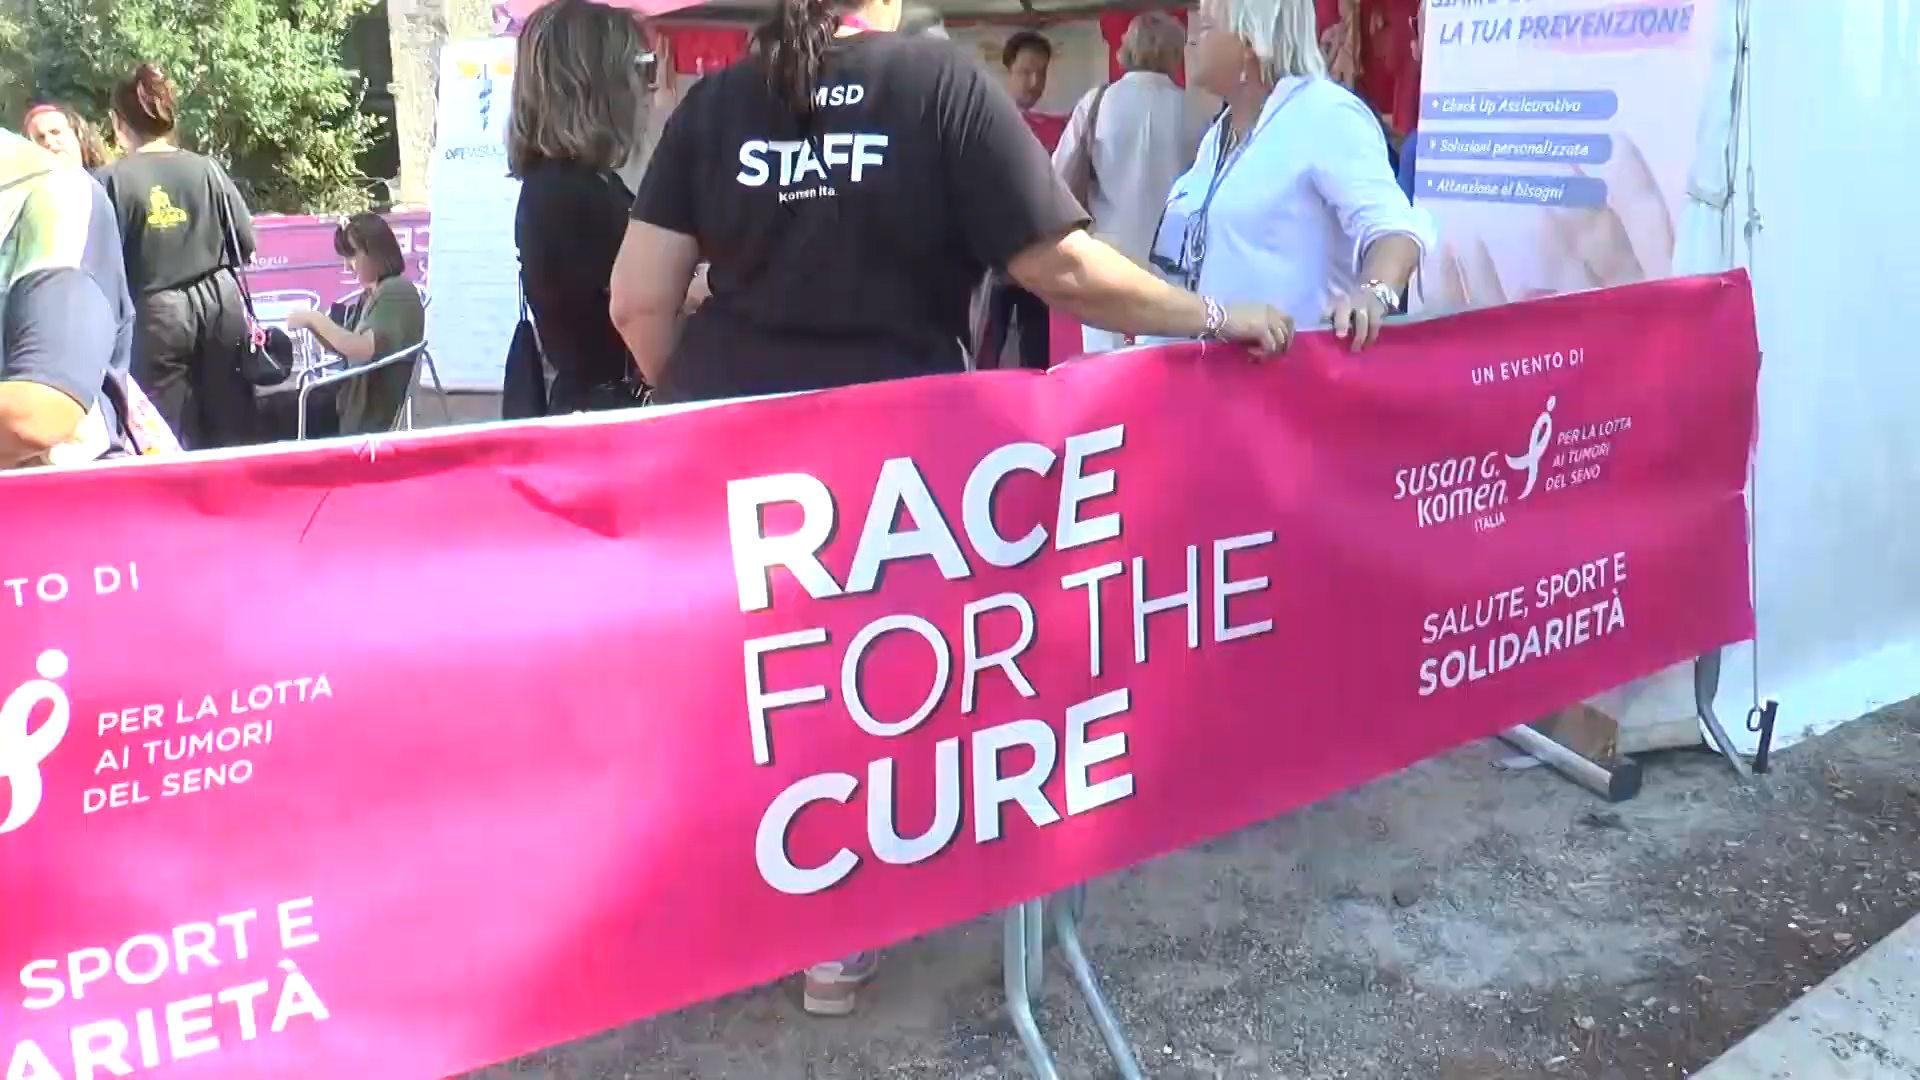 LA TUA PREVENZIONE
Check Up Assicurativo
Soluzioni personalizzate
Attenzione ai bisogni
MSD
STAFF
Komen Ita
UN EVENTO DI
susan g.
komen®
ITALIA
PER LA LOTTA
AI TUMORI
DEL SENO
SALUTE, SPORT E
SOLIDARIETÀ
RACE
FOR THE
CURE
TO DI
PER LA LOTTA
AI TUMORI
DEL SENO
SPORT E
ARIETÀ